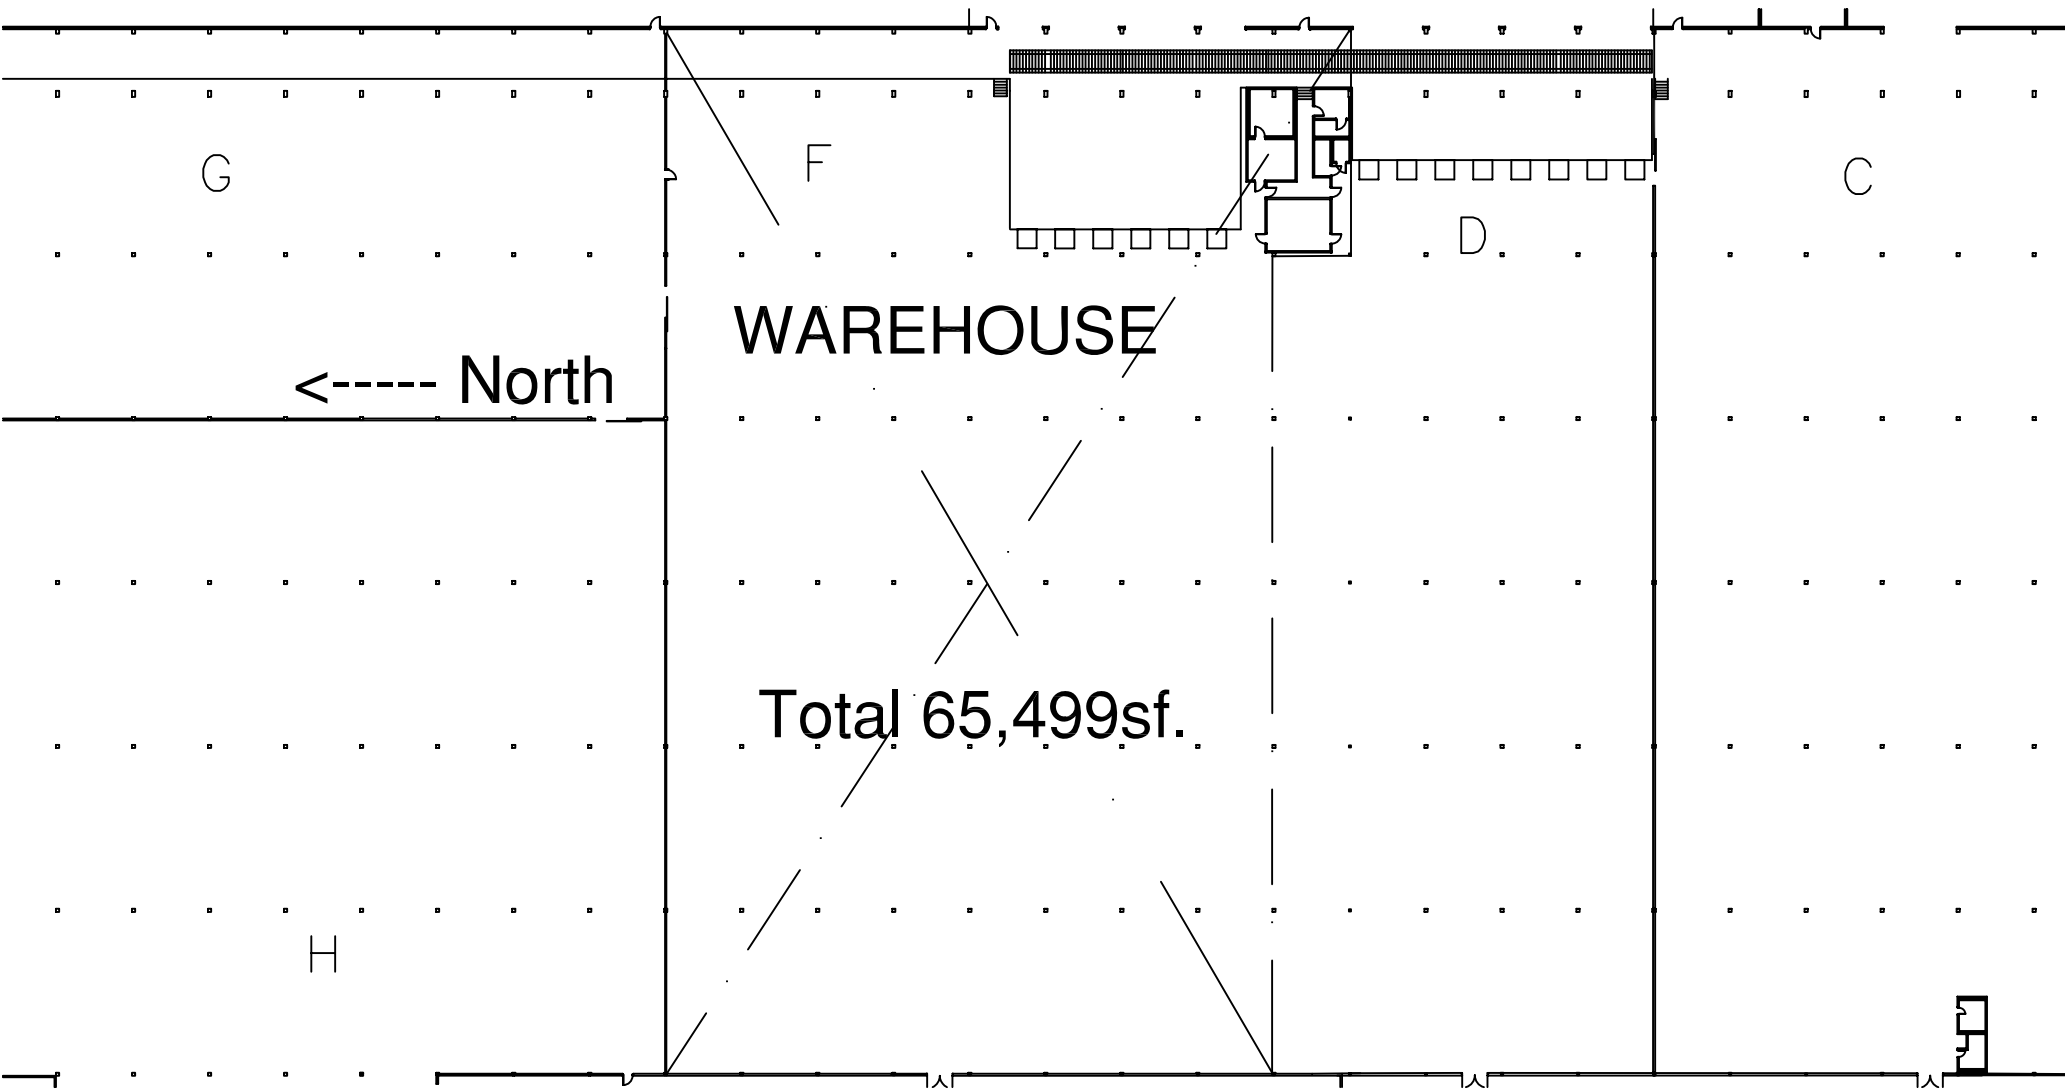 G
F
C
D
WAREHOUSE
<----- North
Total 65,499sf.
H